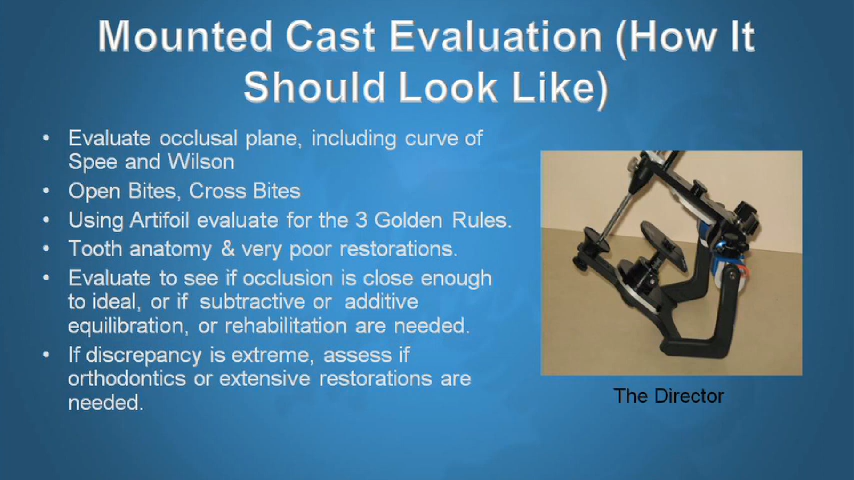 Mounted Cast Evaluation (How It
Should Look Like)
• Evaluate occlusal plane, including curve of
Spee and Wilson
• Open Bites, Cross Bites
• Using Artifoil evaluate for the 3 Golden Rules.
• Tooth anatomy & very poor restorations.
• Evaluate to see if occlusion is close enough
to ideal, or if subtractive or additive
equilibration, or rehabilitation are needed.
• If discrepancy is extreme, assess if
orthodontics or extensive restorations are
needed.
The Director